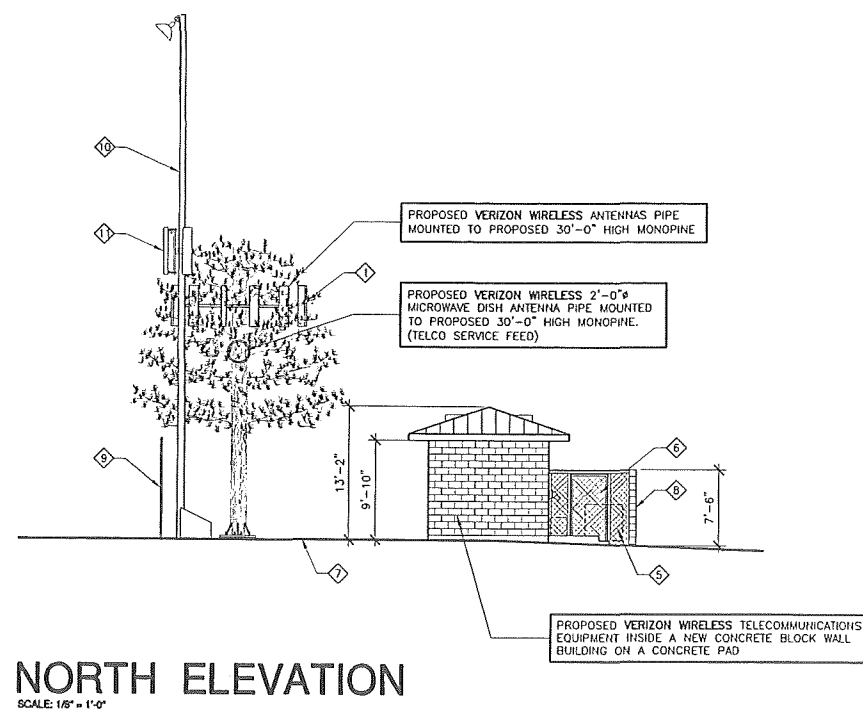 10
11
PROPOSED VERIZON WIRELESS ANTENNAS PIPE
MOUNTED TO PROPOSED 30'-0" HIGH MONOPINE
1
PROPOSED VERIZON WIRELESS 2'-0"ø
MICROWAVE DISH ANTENNA PIPE MOUNTED
TO PROPOSED 30'-0" HIGH MONOPINE.
(TELCO SERVICE FEED)
9
13'-2"
9'-10"
6
8
7'-6"
7
5
PROPOSED VERIZON WIRELESS TELECOMMUNICATIONS
EQUIPMENT INSIDE A NEW CONCRETE BLOCK WALL
BUILDING ON A CONCRETE PAD
NORTH ELEVATION
SCALE: 1/8" = 1'-0"